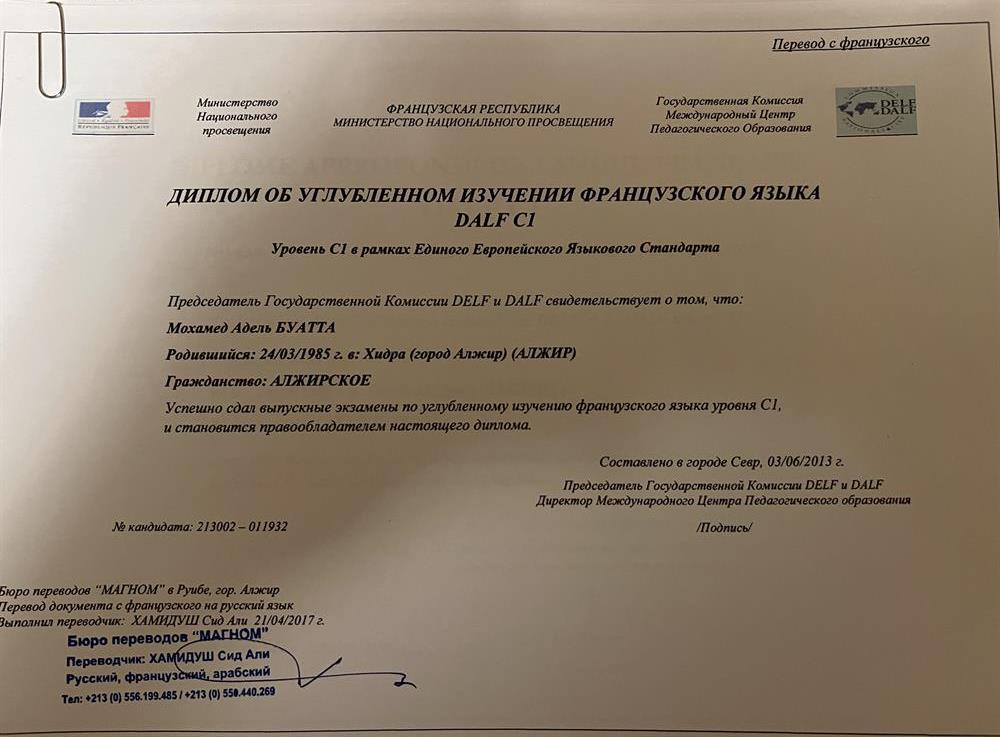 Перевод с французского
Министерство
Национального
просвещения
ФРАНЦУЗСКАЯ РЕСПУБЛИКА
МИНИСТЕРСТВО НАЦИОНАЛЬНОГО ПРОСВЕЩЕНИЯ
Государственная Комиссия
Международный Центр
Педагогического Образования
RÉPUBLIQUE FRANÇAISE
DELF
DALF
ДИПЛОМ ОБ УГЛУБЛЕННОМ ИЗУЧЕНИИ ФРАНЦУЗСКОГО ЯЗЫКА
DALF C1
Уровень C1 в рамках Единого Европейского Языкового Стандарта
Председатель Государственной Комиссии DELF и DALF свидетельствует о том, что:
Мохамед Адель БУАТТА
Родившийся: 24/03/1985 г. в: Хидра (город Алжир) (АЛЖИР)
Гражданство: АЛЖИРСКОЕ
Успешно сдал выпускные экзамены по углубленному изучению французского языка уровня C1,
и становится правообладателем настоящего диплома.
Составлено в городе Севр, 03/06/2013 г.
Председатель Государственной Комиссии DELF и DALF
Директор Международного Центра Педагогического образования
№ кандидата: 213002 – 011932
/Подпись/
Бюро переводов “МАГНОМ” в Руибе, гор. Алжир
Перевод документа с французского на русский язык
Выполнил переводчик: ХАМИДУШ Сид Али 21/04/2017 г.
Бюро переводов “МАГНОМ”
Переводчик: ХАМИДУШ Сид Али
Русский, французский, арабский
Тел: +213 (0) 556.199.485 / +213 (0) 550.440.269